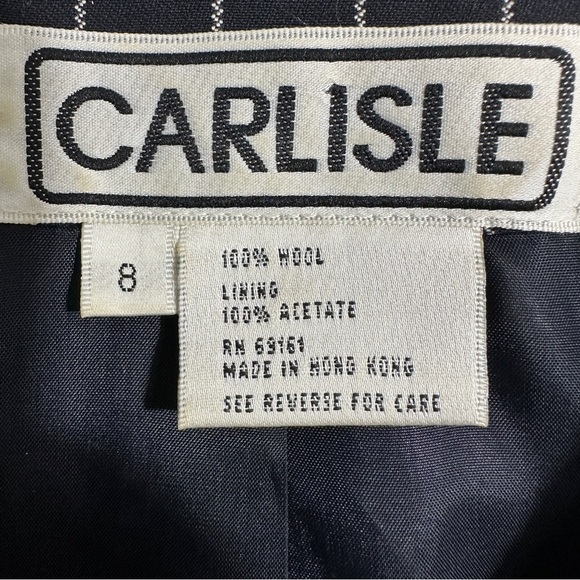 CARLISLE
8
100% WOOL
LINING
100% ACETATE
RN 69161
MADE IN HONG KONG
SEE REVERSE FOR CARE